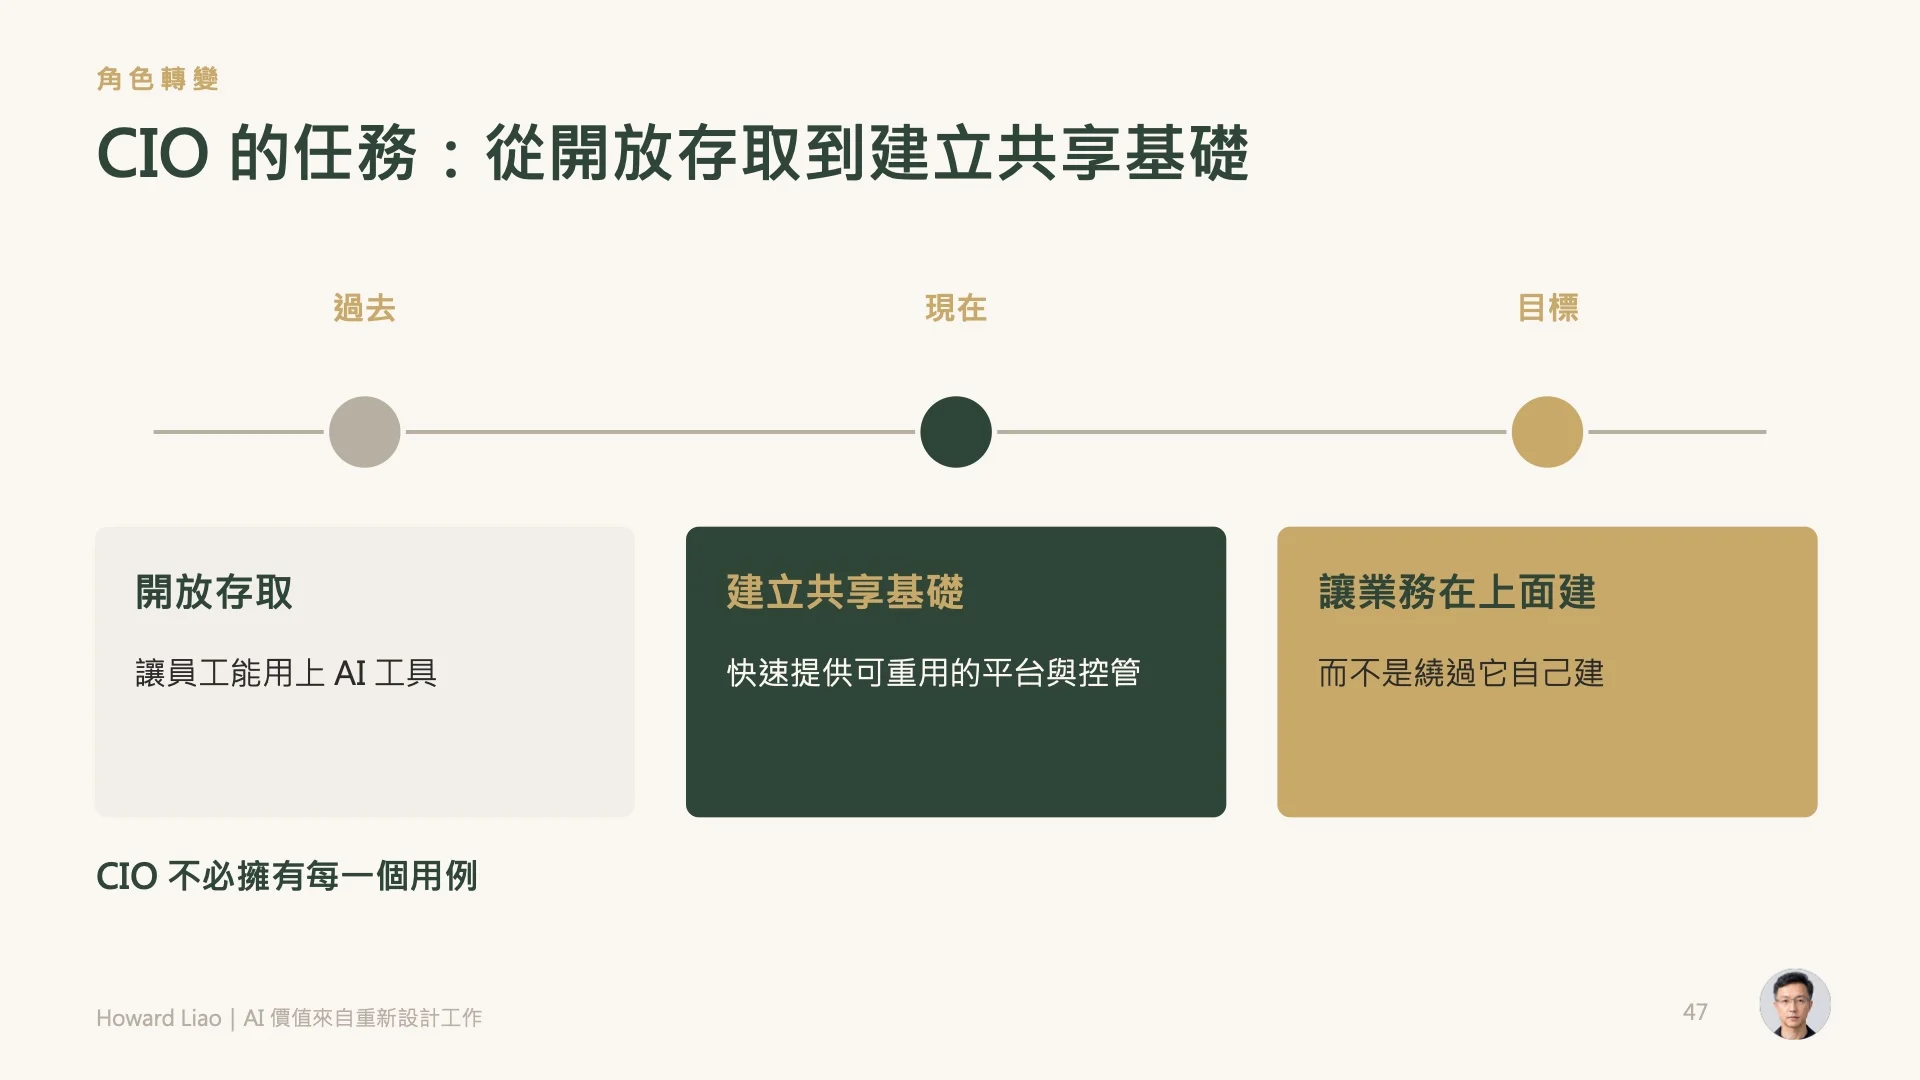 角色轉變
CIO 的任務：從開放存取到建立共享基礎
過去
現在
目標
開放存取
讓員工能用上 AI 工具
建立共享基礎
快速提供可重用的平台與控管
讓業務在上面建
而不是繞過它自己建
CIO 不必擁有每一個用例
Howard Liao | AI 價值來自重新設計工作
47